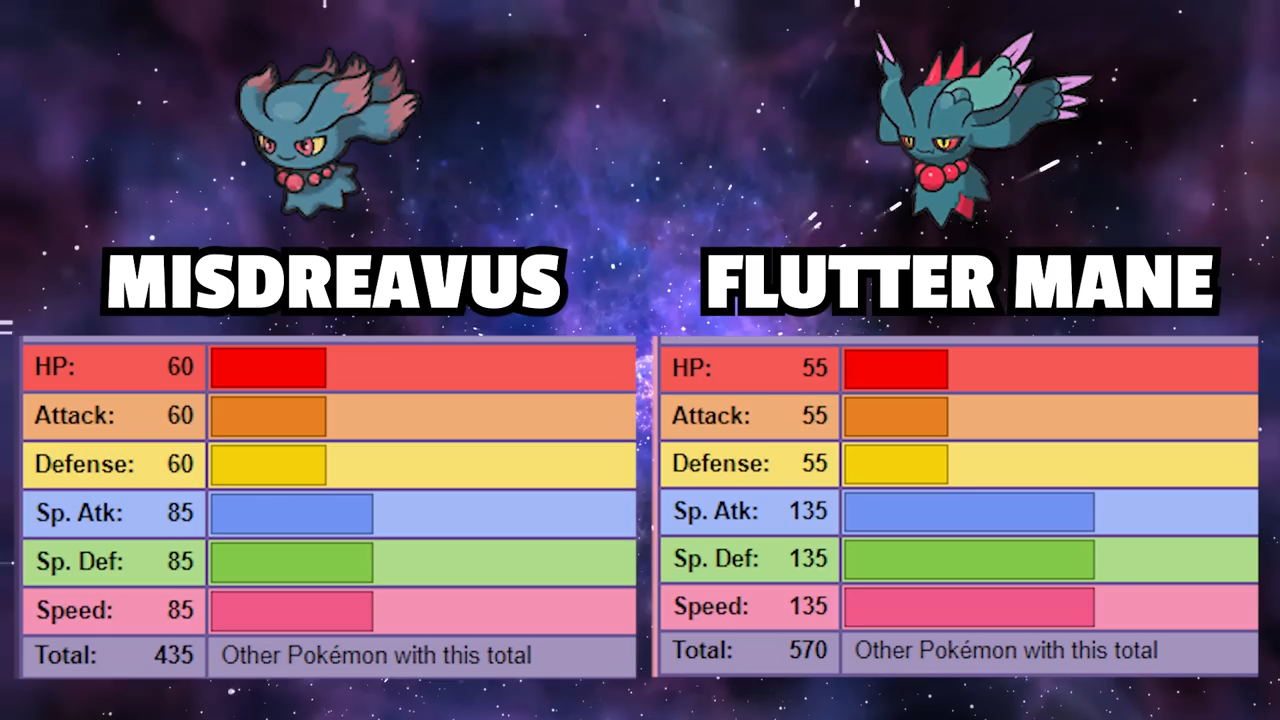 MISDREAVUS
HP: 60
Attack: 60
Defense: 60
Sp. Atk: 85
Sp. Def: 85
Speed: 85
Total: 435 Other Pokémon with this total
FLUTTER MANE
HP: 55
Attack: 55
Defense: 55
Sp. Atk: 135
Sp. Def: 135
Speed: 135
Total: 570 Other Pokémon with this total